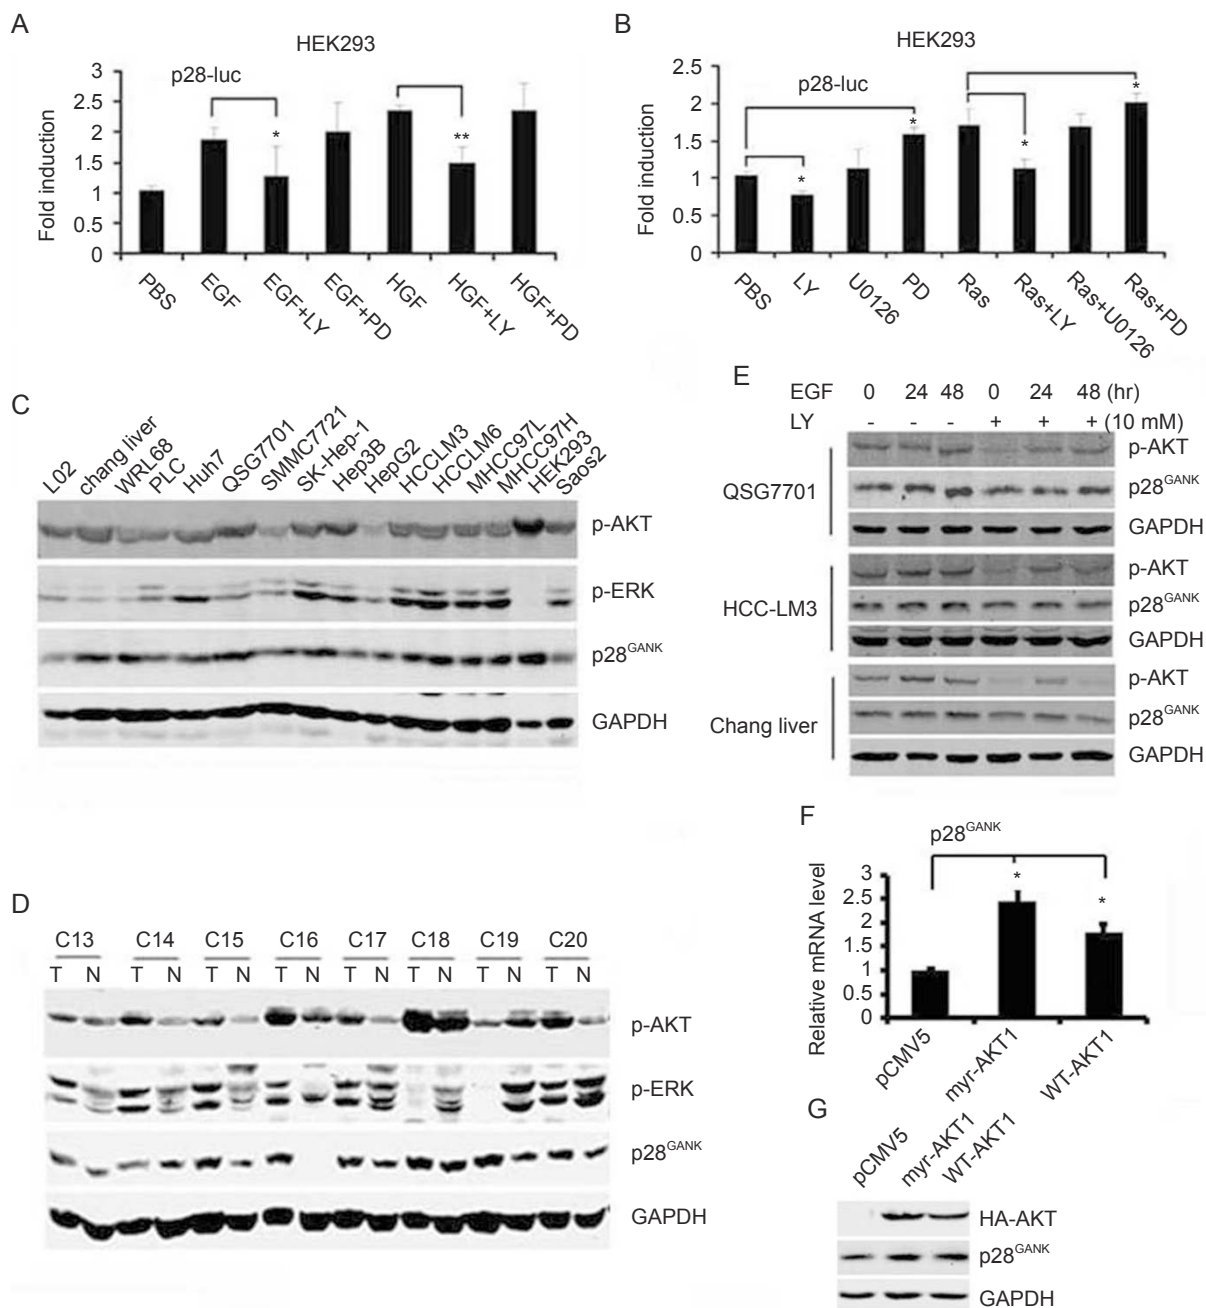 A
HEK293
p28-luc
Fold induction
3
2.5
2
1.5
1
0.5
0
* **
PBS EGF EGF+LY EGF+PD HGF HGF+LY HGF+PD
B
HEK293
p28-luc
Fold induction
2.5
2
1.5
1
0.5
0
* * * *
PBS LY U0126 PD Ras Ras+LY Ras+U0126 Ras+PD
C
L02 chang liver WRL68 PLC Huh7 QSG7701 SMMC7721 SK-Hep-1 Hep3B HepG2 HCCLM3 HCCLM6 MHCC97L MHCC97H HEK293 Saos2
p-AKT
p-ERK
p28GANK
GAPDH
D
C13 C14 C15 C16 C17 C18 C19 C20
T N T N T N T N T N T N T N T N
p-AKT
p-ERK
p28GANK
GAPDH
E
EGF 0 24 48 0 24 48 (hr)
LY - - - + + + (10 mM)
QSG7701
p-AKT
p28GANK
GAPDH
HCC-LM3
p-AKT
p28GANK
GAPDH
Chang liver
p-AKT
p28GANK
GAPDH
F
p28GANK
Relative mRNA level
3
2.5
2
1.5
1
0.5
0
* *
pCMV5 myr-AKT1 WT-AKT1
G
pCMV5 myr-AKT1 WT-AKT1
HA-AKT
p28GANK
GAPDH